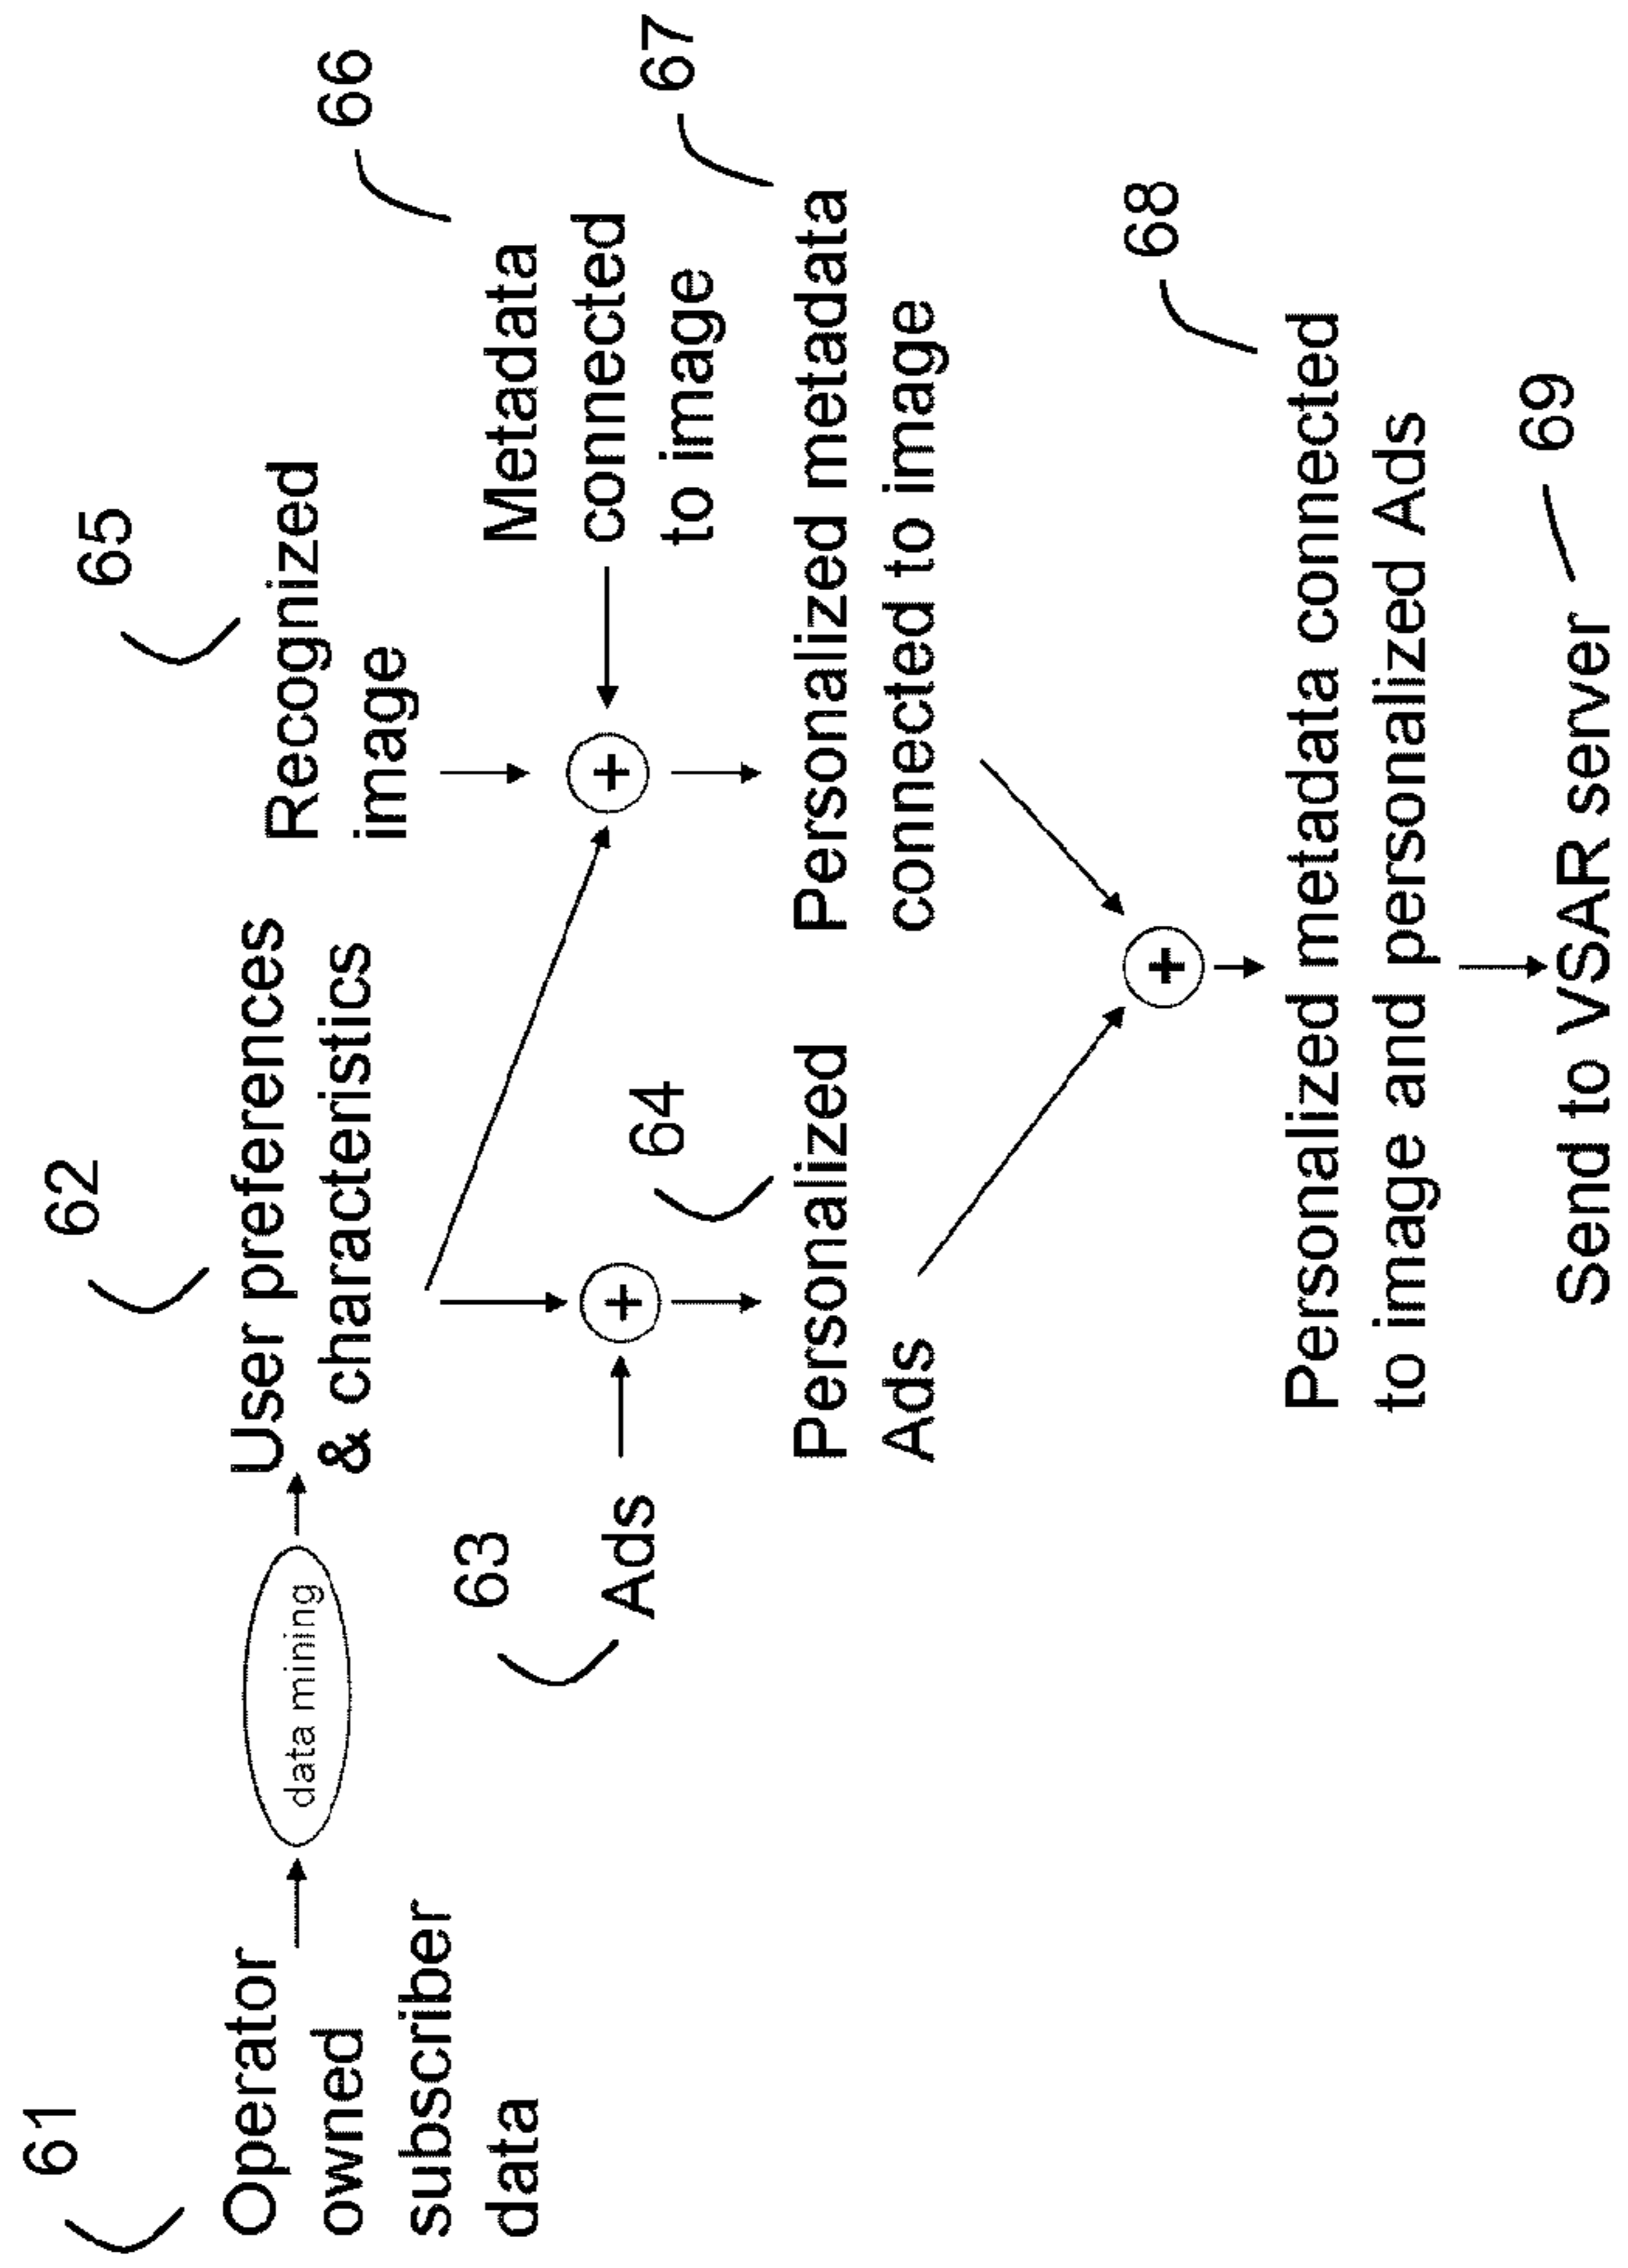 61
Operator
owned
subscriber
data
data mining
62
User preferences
& characteristics
63
Ads
+
64
Personalized
Ads
65
Recognized
image
66
Metadata
connected
to image
+
67
Personalized metadata
connected to image
+
68
Personalized metadata connected
to image and personalized Ads
69
Send to VSAR server